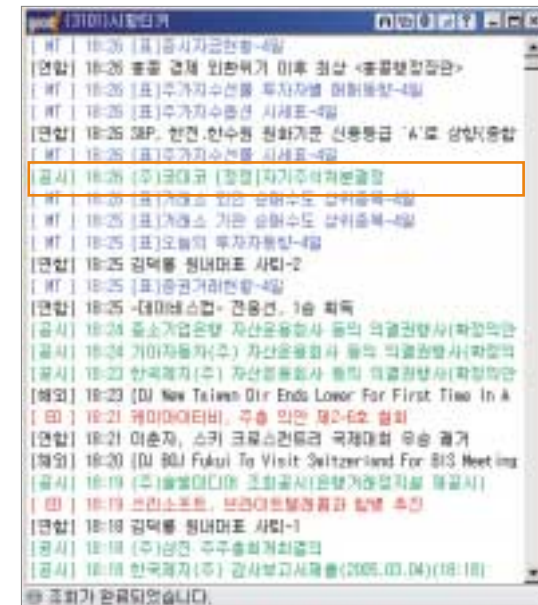 [3101]시황티커
[ MT ] 18:26 [표]증시자금현황-4일
[연합] 18:26 홍콩 경제 외환위기 이후 최상 <홍콩행정장관>
[ MT ] 18:26 [표]주가지수선물 투자자별 매매동향-4일
[ MT ] 18:26 [표]주가지수옵션 시세표-4일
[연합] 18:26 S&P, 한전.한수원 원화기준 신용등급 'A'로 상향(종합
[ MT ] 18:26 [표]주가지수선물 시세표-4일
[공시] 18:26 (주)코대코 [정정]자기주식처분결정
[ MT ] 18:26 [표]거래소 외인 순매수도 상위종목-4일
[ MT ] 18:25 [표]거래소 기관 순매수도 상위종목-4일
[ MT ] 18:25 [표]오늘의 투자자동향-4일
[연합] 18:25 김덕룡 원내대표 사퇴-2
[ MT ] 18:25 [표]증권거래현황-4일
[연합] 18:25 -데이비스컵- 전웅선, 1승 획득
[공시] 18:24 중소기업은행 자산운용회사 등의 의결권행사(확정의안
[공시] 18:24 기아자동차(주) 자산운용회사 등의 의결권행사(확정의
[공시] 18:23 한국제지(주) 자산운용회사 등의 의결권행사(확정의안
[해외] 18:23 [DJ New Taiwan Dlr Ends Lower For First Time In A
[ ED ] 18:21 케이아이티비, 주총 의안 제2-6호 철회
[연합] 18:21 이춘자, 스키 크로스컨트리 국제대회 우승 쾌거
[해외] 18:20 [DJ BOJ Fukui To Visit Switzerland For BIS Meeting
[공시] 18:19 (주)솔빛미디어 조회공시(은행거래정지설 재공시)
[ ED ] 18:19 쓰리소프트, 브라이트텔레콤과 합병 추진
[연합] 18:18 김덕룡 원내대표 사퇴-1
[공시] 18:18 (주)삼진 주주총회개최결의
[공시] 18:18 한국제지(주) 감사보고서제출(2005.03.04)(18:18)
조회가 완료되었습니다.